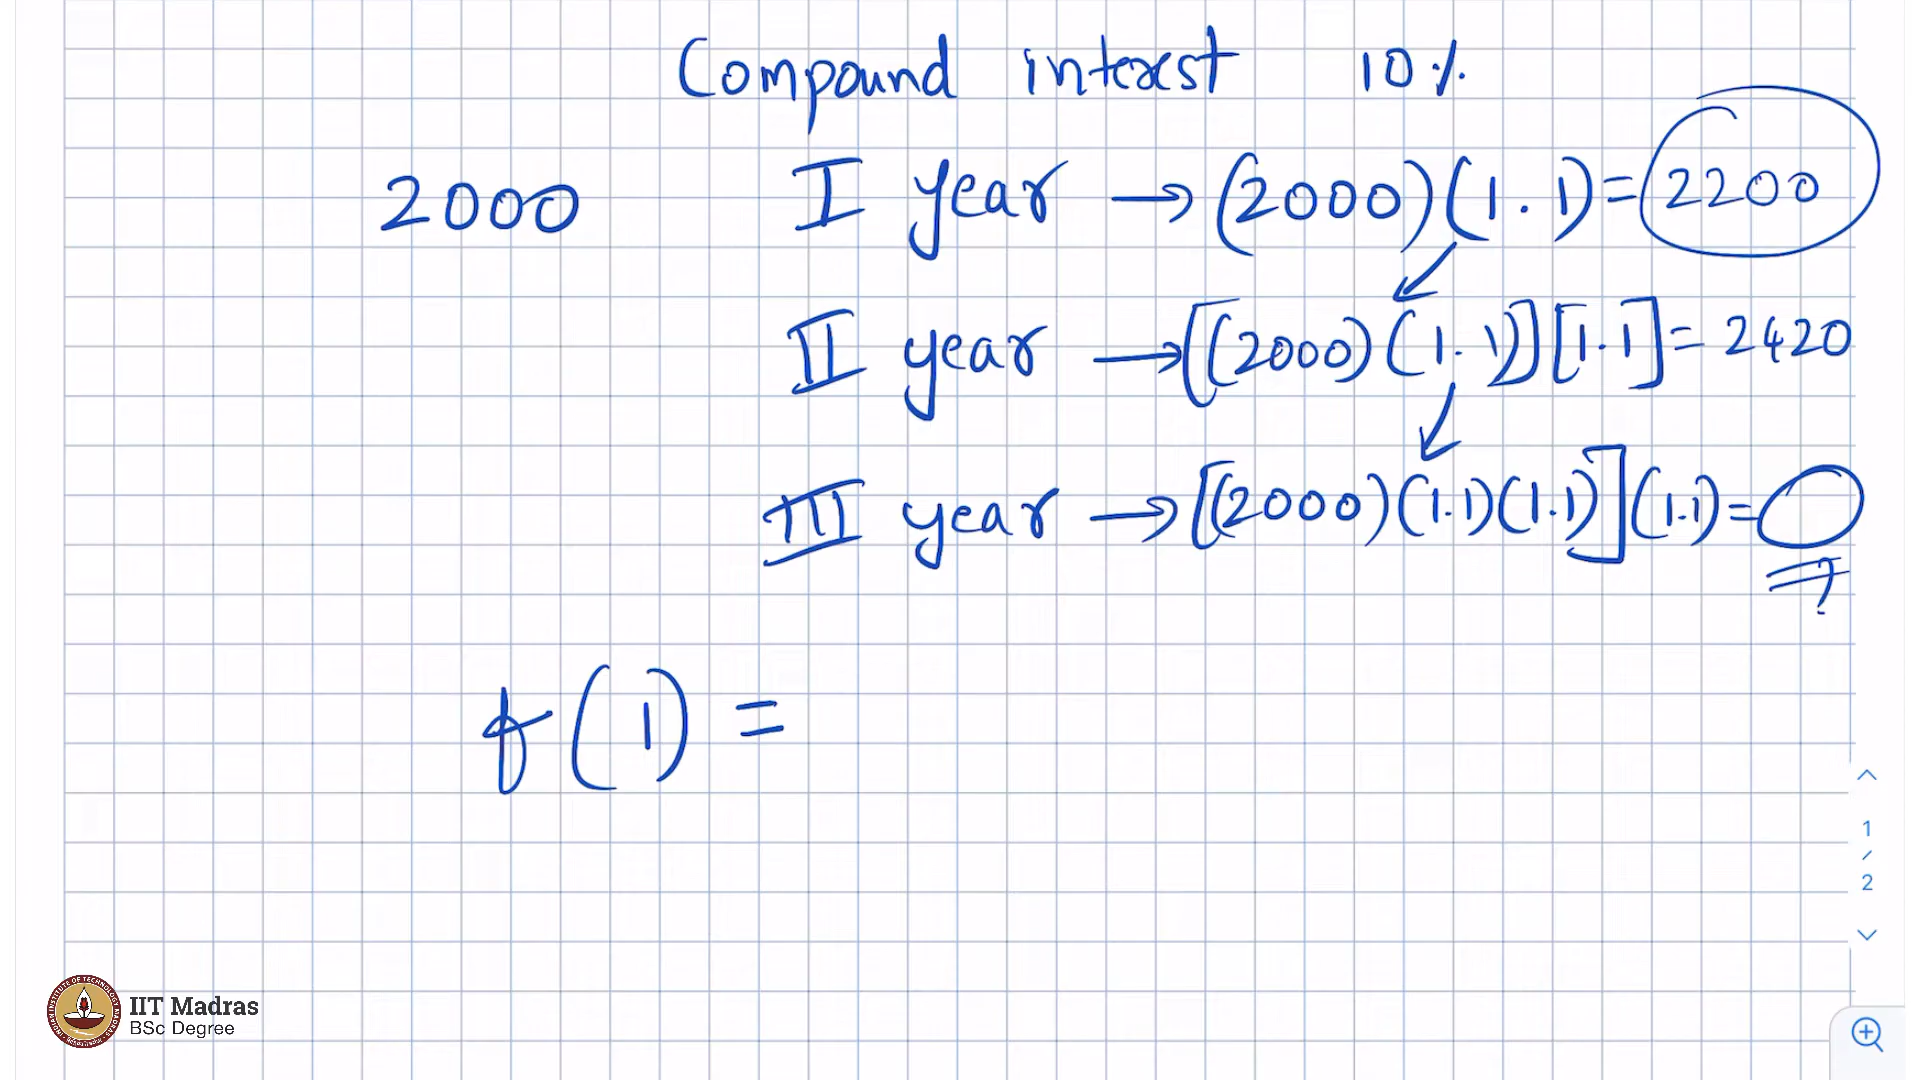 Compound interest 10%
2000 I year → (2000)(1.1) = 2200
II year → [(2000)(1.1)][1.1] = 2420
III year → [(2000)(1.1)(1.1)](1.1) =
?
f(1) =
1
/
2
IIT Madras
BSc Degree